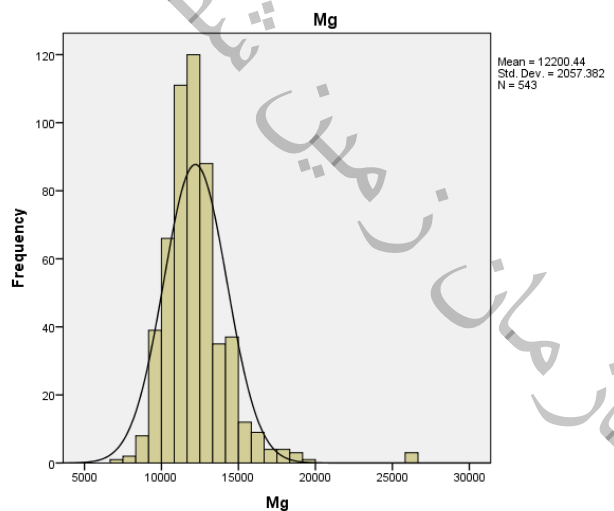 Mg
Mean = 12200.44
Std. Dev. = 2057.382
N = 543
120
100
80
60
40
20
0
Frequency
5000 10000 15000 20000 25000 30000
Mg
زمین